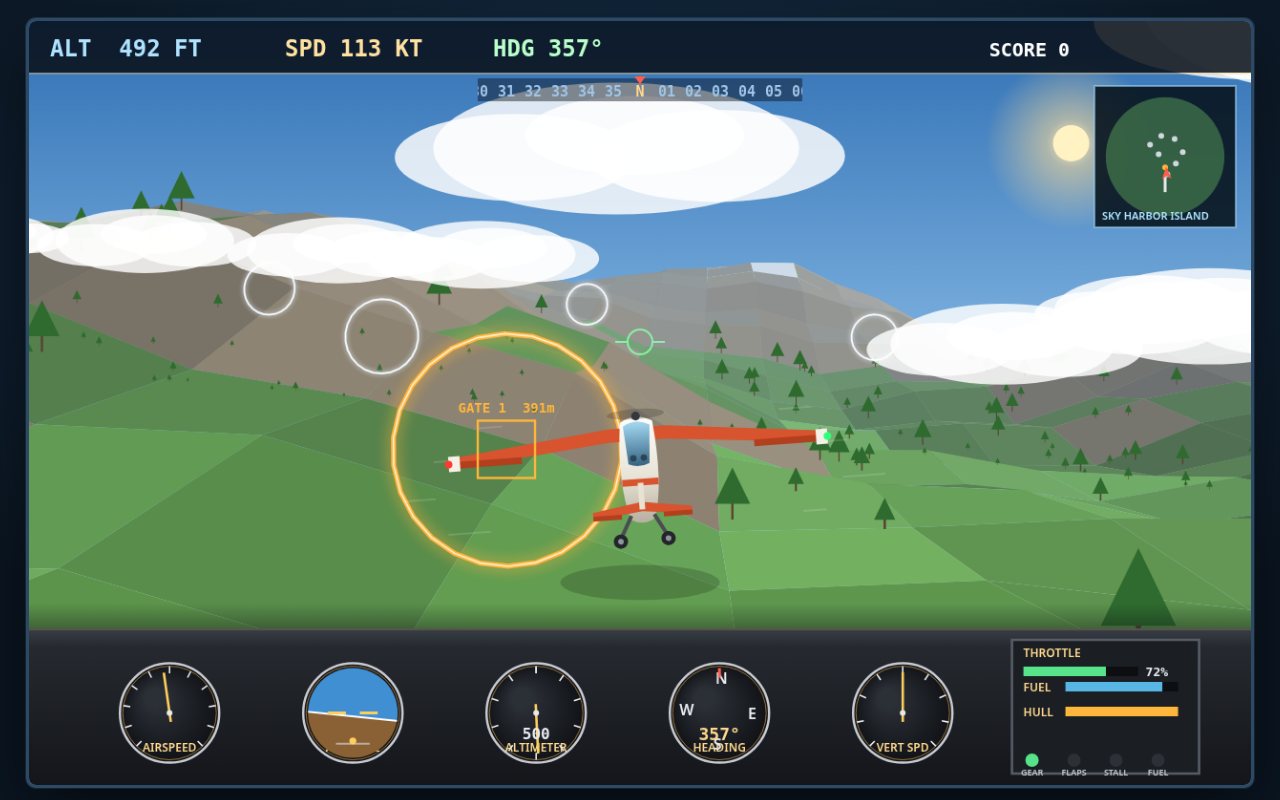 ALT 492 FT SPD 113 KT HDG 357° SCORE 0
31 32 33 34 35 N 01 02 03 04 05
SKY HARBOR ISLAND
GATE 1 391m
AIRSPEED
500
ALTIMETER
N
W E
357°
S
HEADING
VERT SPD
THROTTLE
72%
FUEL
HULL
GEAR FLAPS STALL FUEL